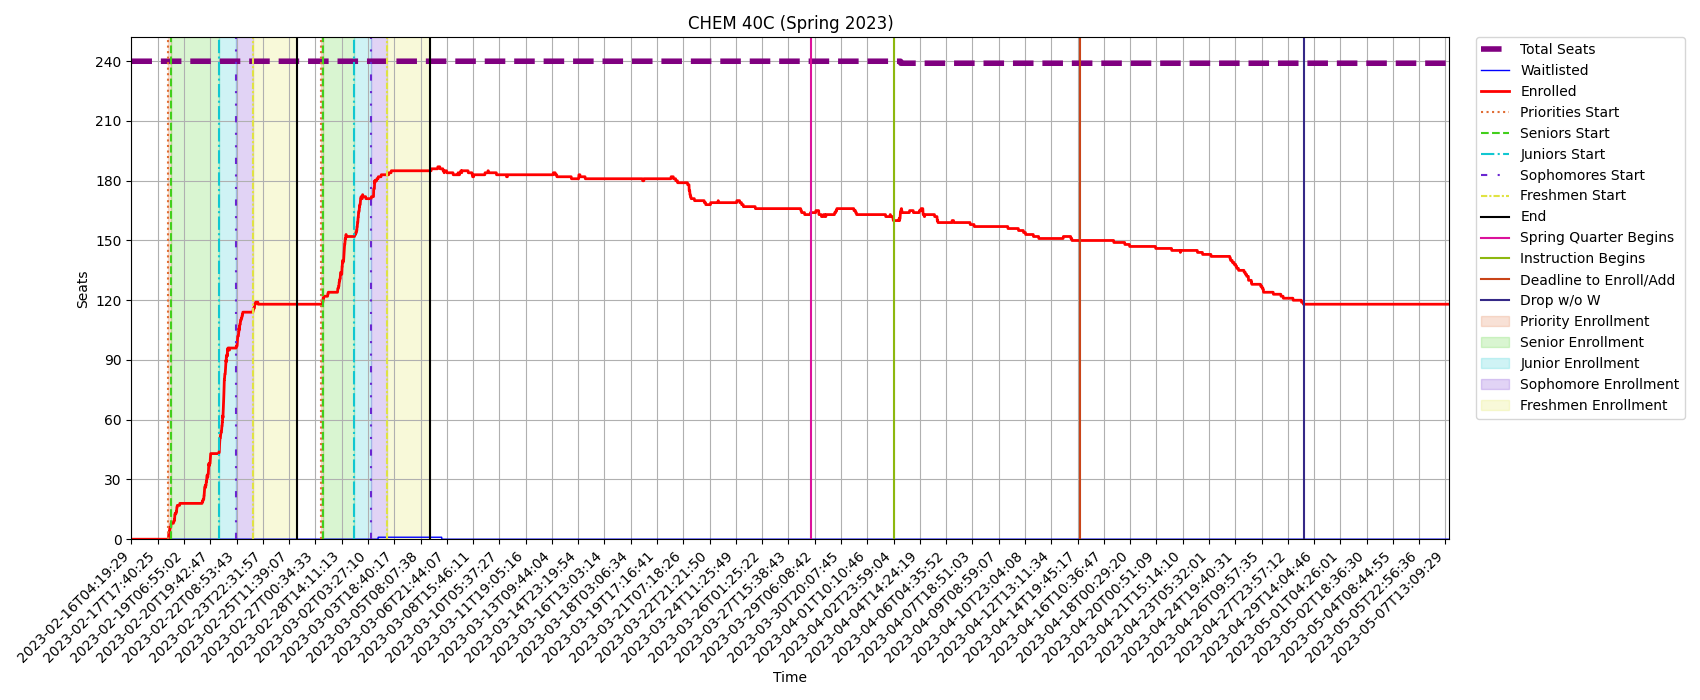 CHEM 40C (Spring 2023)
Seats
240
210
180
150
120
90
60
30
0
2023-02-16T04:19:29
2023-02-17T17:40:25
2023-02-19T06:55:02
2023-02-20T19:42:47
2023-02-22T08:53:43
2023-02-23T22:31:57
2023-02-25T11:39:07
2023-02-27T00:34:33
2023-02-28T14:11:13
2023-03-02T03:27:10
2023-03-03T18:40:17
2023-03-05T08:07:38
2023-03-06T21:44:07
2023-03-08T15:46:11
2023-03-10T05:37:27
2023-03-11T19:05:16
2023-03-13T09:44:04
2023-03-14T23:19:54
2023-03-16T13:03:14
2023-03-18T03:06:34
2023-03-19T17:16:41
2023-03-21T07:18:26
2023-03-22T21:21:50
2023-03-24T11:25:49
2023-03-26T01:25:22
2023-03-27T15:38:43
2023-03-29T06:08:42
2023-03-30T20:07:45
2023-04-01T10:10:46
2023-04-02T23:59:04
2023-04-04T14:24:19
2023-04-06T04:35:52
2023-04-07T18:51:03
2023-04-09T08:59:07
2023-04-10T23:04:08
2023-04-12T13:11:34
2023-04-14T19:45:17
2023-04-16T10:36:47
2023-04-18T00:29:20
2023-04-20T00:51:09
2023-04-21T15:14:10
2023-04-23T05:32:01
2023-04-24T19:40:31
2023-04-26T09:57:35
2023-04-27T23:57:12
2023-04-29T14:04:46
2023-05-01T04:26:01
2023-05-02T18:36:30
2023-05-04T08:44:55
2023-05-05T22:56:36
2023-05-07T13:09:29
Time
Total Seats
Waitlisted
Enrolled
Priorities Start
Seniors Start
Juniors Start
Sophomores Start
Freshmen Start
End
Spring Quarter Begins
Instruction Begins
Deadline to Enroll/Add
Drop w/o W
Priority Enrollment
Senior Enrollment
Junior Enrollment
Sophomore Enrollment
Freshmen Enrollment